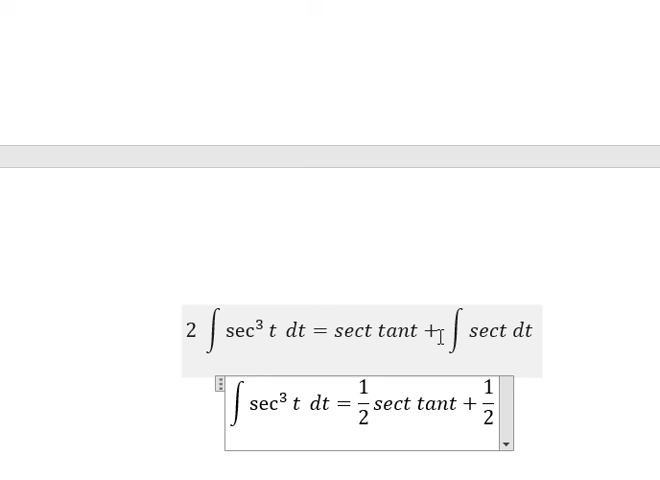 2 ∫ sec³ t dt = sect tant + ∫ sect dt
∫ sec³ t dt = 1/2 sect tant + 1/2